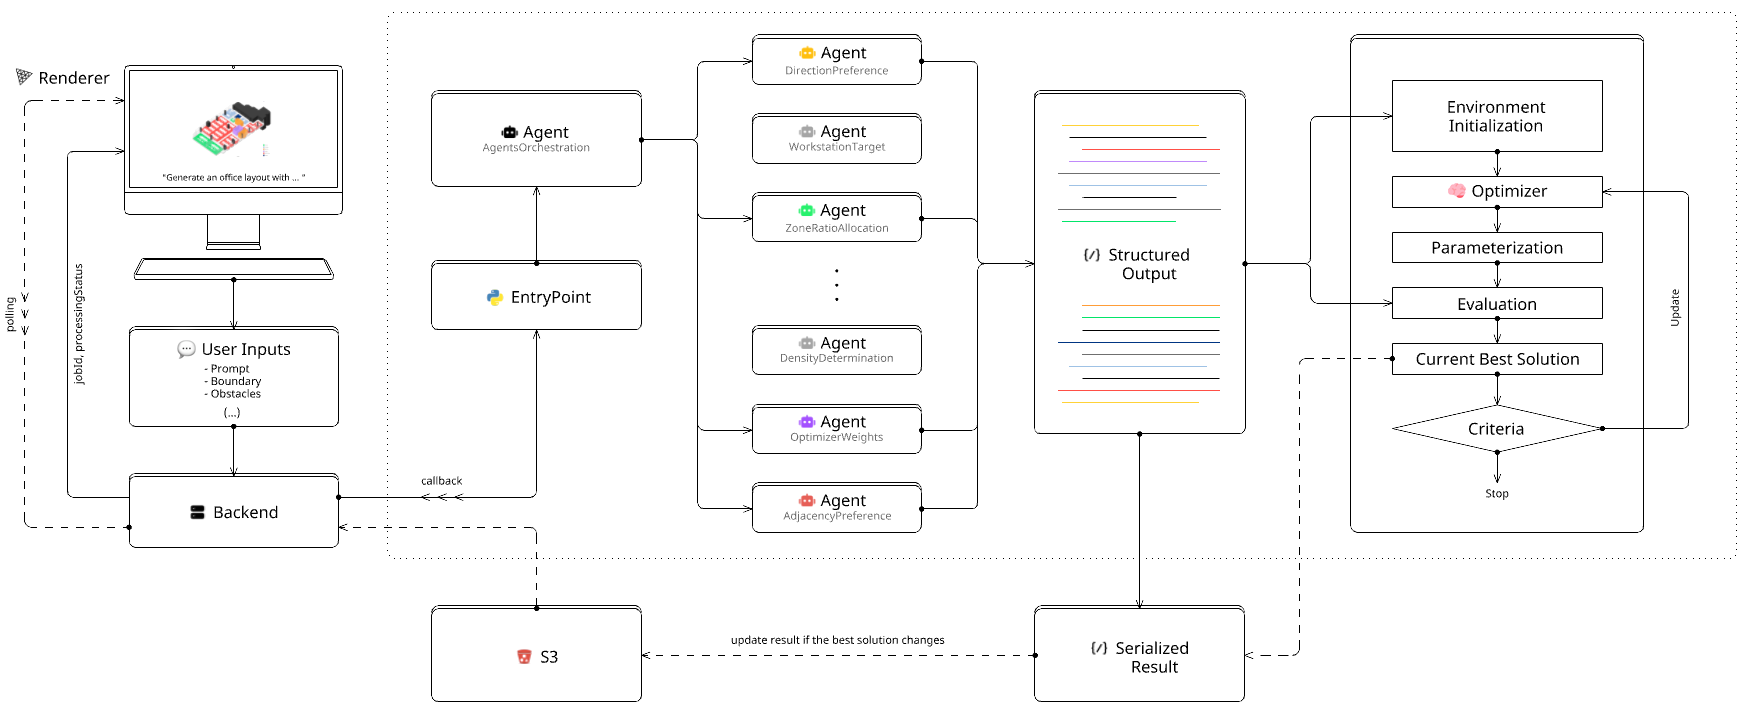 Renderer
"Generate an office layout with ... "
polling
jobId, processingStatus
User Inputs
- Prompt
- Boundary
- Obstacles
(...)
Backend
callback
Agent
AgentsOrchestration
EntryPoint
Agent
DirectionPreference
Agent
WorkstationTarget
Agent
ZoneRatioAllocation
Agent
DensityDetermination
Agent
OptimizerWeights
Agent
AdjacencyPreference
{/} Structured
Output
Environment
Initialization
Optimizer
Parameterization
Evaluation
Current Best Solution
Criteria
Stop
Update
S3
update result if the best solution changes
{/} Serialized
Result